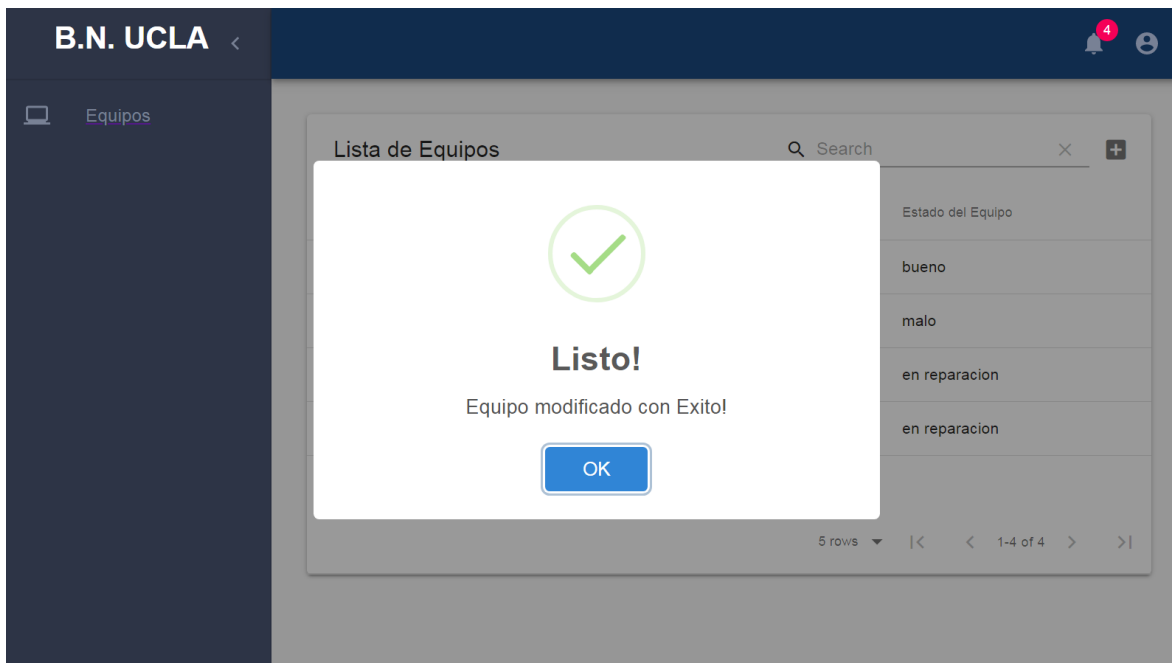 B.N. UCLA
4
Equipos
Lista de Equipos
Search
Estado del Equipo
bueno
malo
en reparacion
en reparacion
Listo!
Equipo modificado con Exito!
OK
5 rows
1-4 of 4